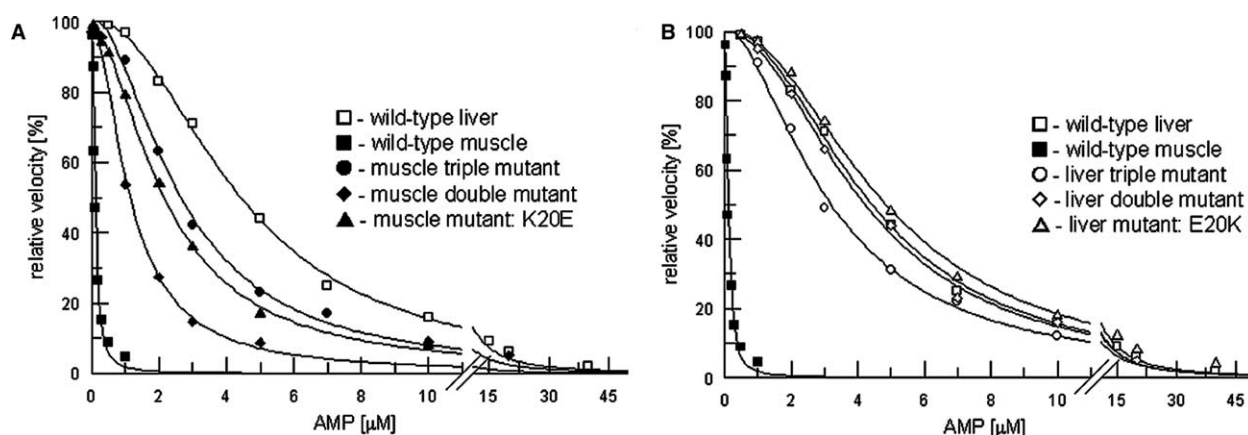 A
relative velocity [%]
100
80
60
40
20
0
□ - wild-type liver
■ - wild-type muscle
● - muscle triple mutant
◆ - muscle double mutant
▲ - muscle mutant: K20E
0 2 4 6 8 10 15 30 45
AMP [µM]
B
relative velocity [%]
100
80
60
40
20
0
□ - wild-type liver
■ - wild-type muscle
○ - liver triple mutant
◇ - liver double mutant
△ - liver mutant: E20K
0 2 4 6 8 10 15 30 45
AMP [µM]